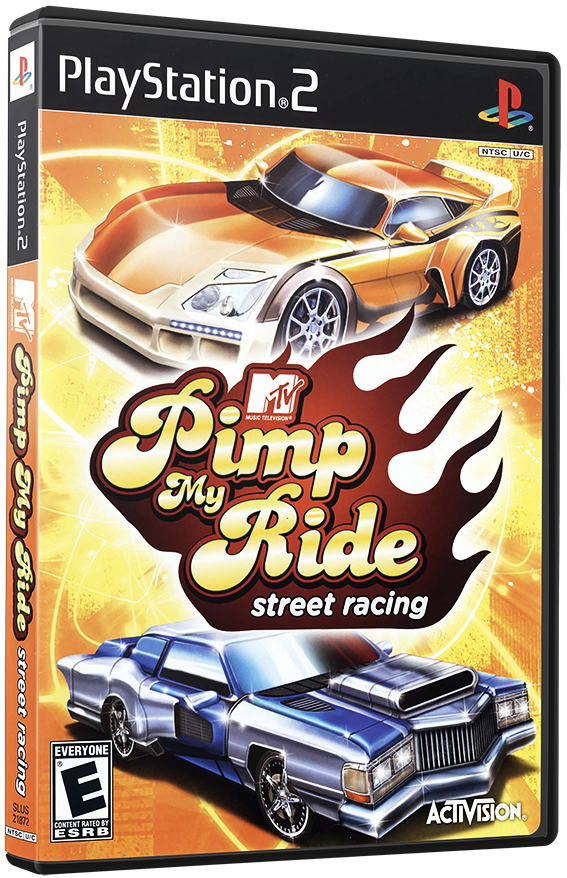 PlayStation®2
NTSC U/C
MTV
MUSIC TELEVISION®
Pimp
My
Ride
street racing
EVERYONE
E
CONTENT RATED BY
ESRB
ACTIVISION®
PlayStation®2
MTV
Pimp My Ride street racing
SLUS
21872
NTSC U/C